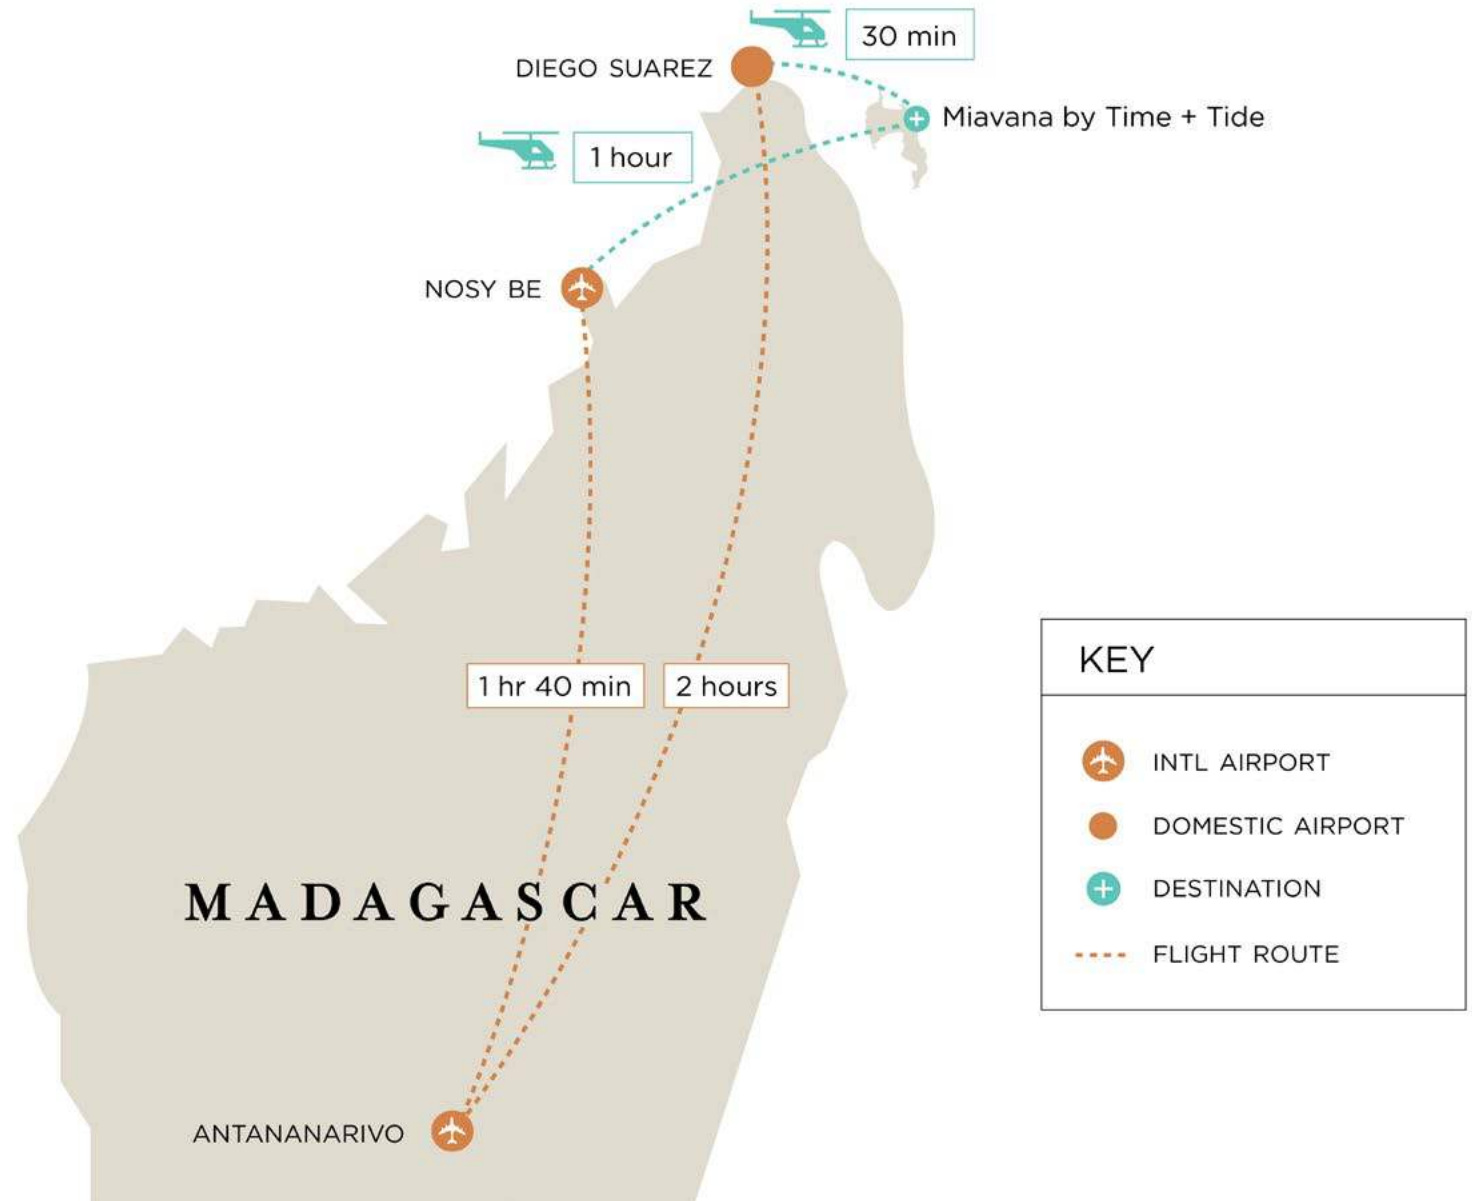 30 min
DIEGO SUAREZ
Miavana by Time + Tide
1 hour
NOSY BE
1 hr 40 min
2 hours
MADAGASCAR
ANTANANARIVO
KEY
INTL AIRPORT
DOMESTIC AIRPORT
DESTINATION
FLIGHT ROUTE